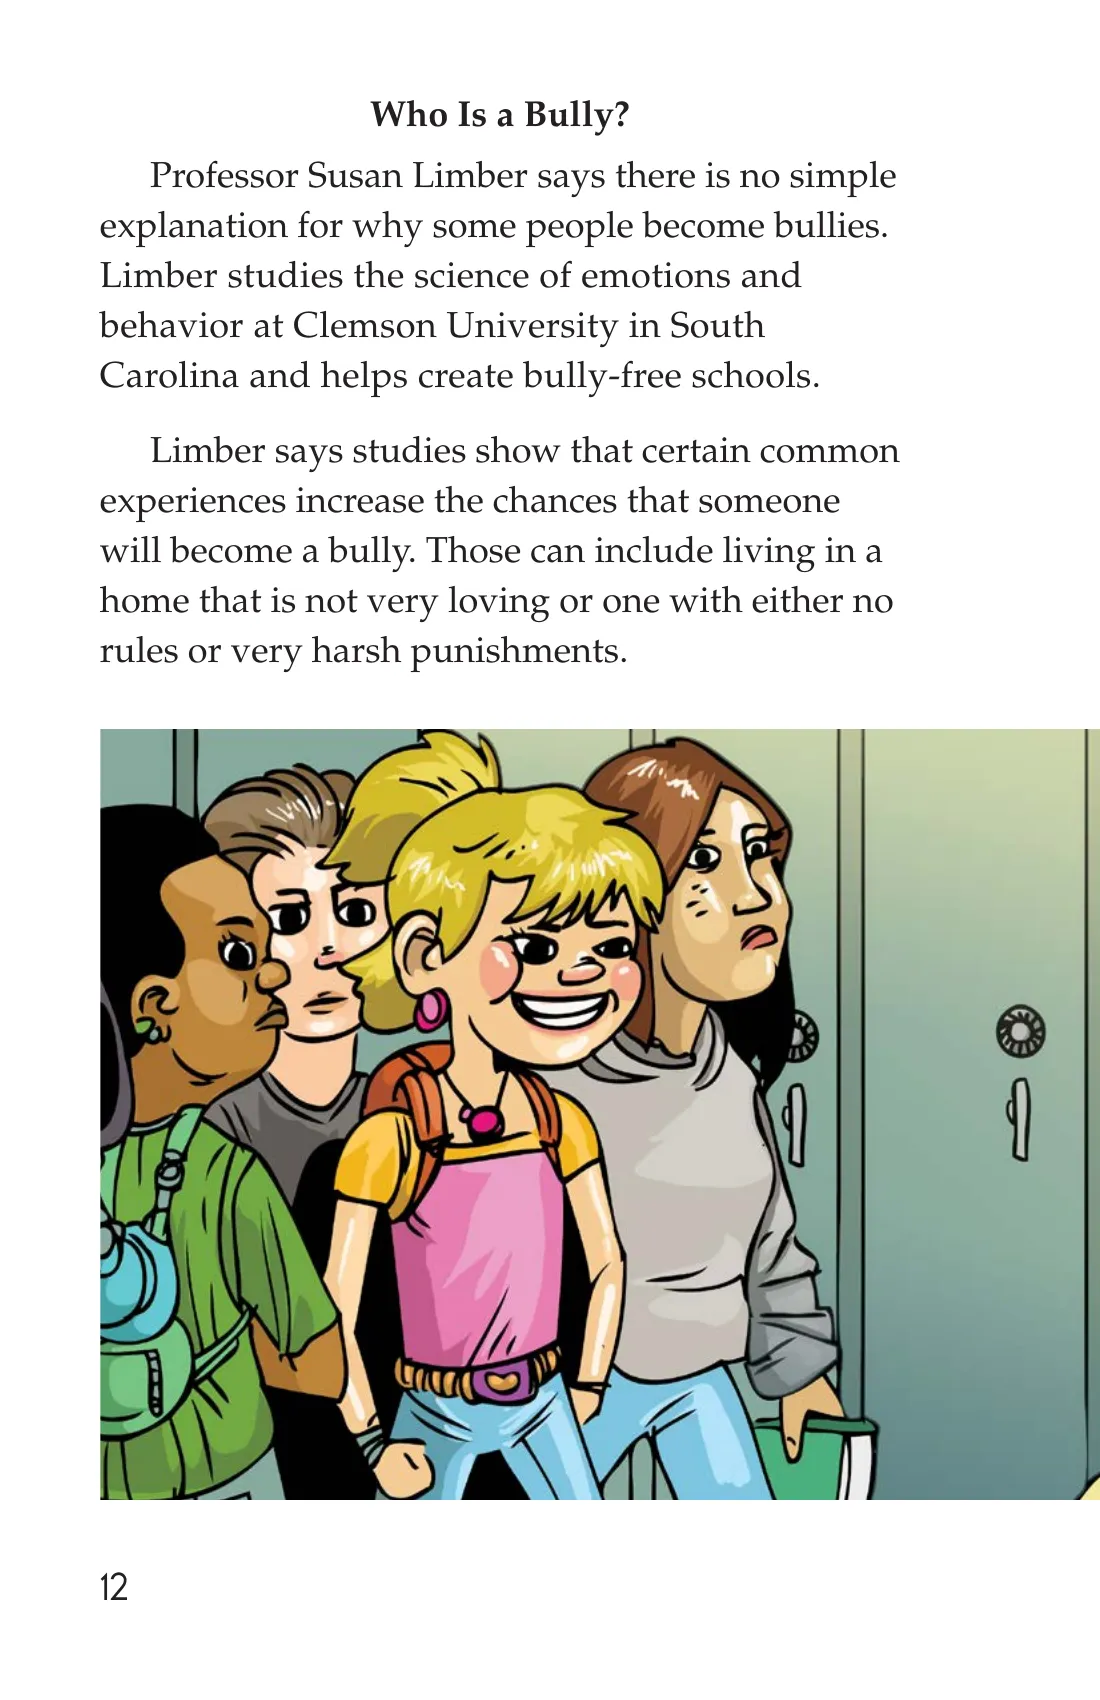 Who Is a Bully?
Professor Susan Limber says there is no simple
explanation for why some people become bullies.
Limber studies the science of emotions and
behavior at Clemson University in South
Carolina and helps create bully-free schools.
Limber says studies show that certain common
experiences increase the chances that someone
will become a bully. Those can include living in a
home that is not very loving or one with either no
rules or very harsh punishments.
12